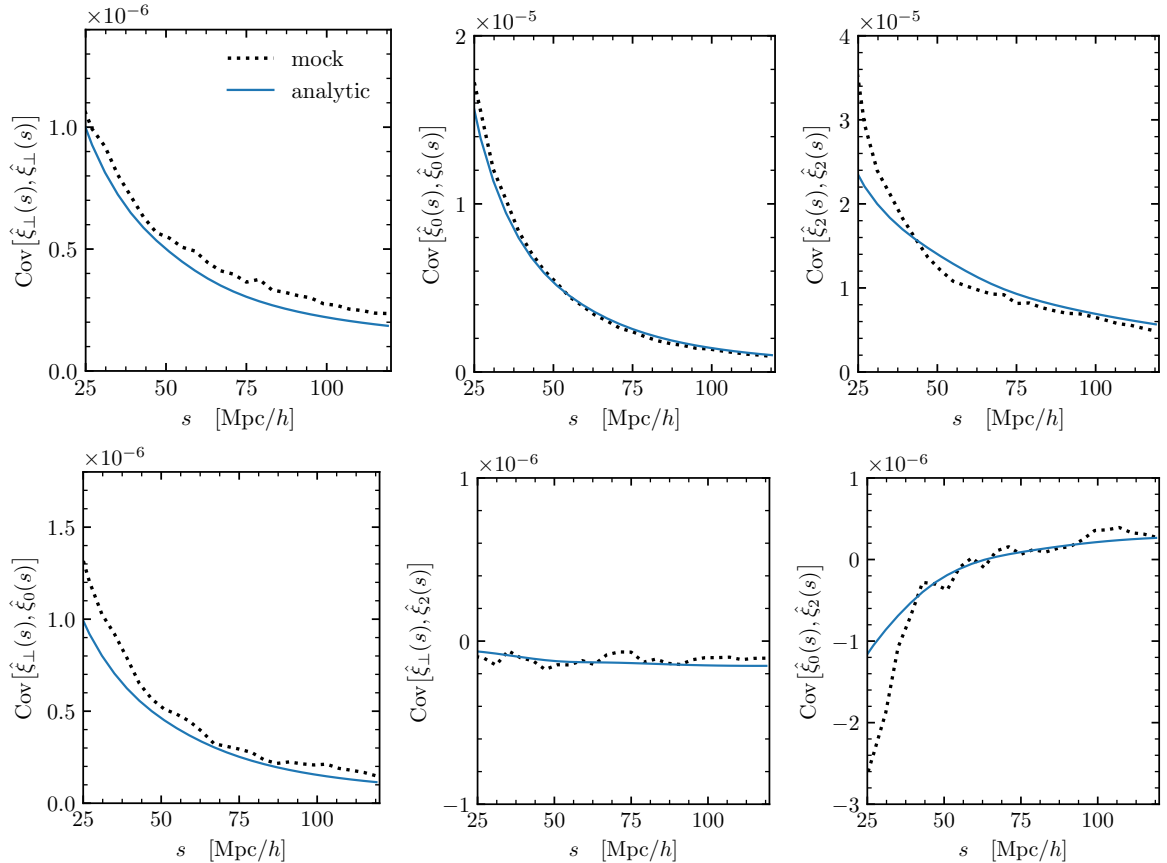 ×10⁻⁶
Cov[ξ̂⊥(s), ξ̂⊥(s)]
1.0
0.5
0.0
mock
analytic
25 50 75 100
s [Mpc/h]
×10⁻⁵
Cov[ξ̂₀(s), ξ̂₀(s)]
2
1
0
25 50 75 100
s [Mpc/h]
×10⁻⁵
Cov[ξ̂₂(s), ξ̂₂(s)]
4
3
2
1
0
25 50 75 100
s [Mpc/h]
×10⁻⁶
Cov[ξ̂⊥(s), ξ̂₀(s)]
1.5
1.0
0.5
0.0
25 50 75 100
s [Mpc/h]
×10⁻⁶
Cov[ξ̂⊥(s), ξ̂₂(s)]
1
0
−1
25 50 75 100
s [Mpc/h]
×10⁻⁶
Cov[ξ̂₀(s), ξ̂₂(s)]
1
0
−1
−2
−3
25 50 75 100
s [Mpc/h]